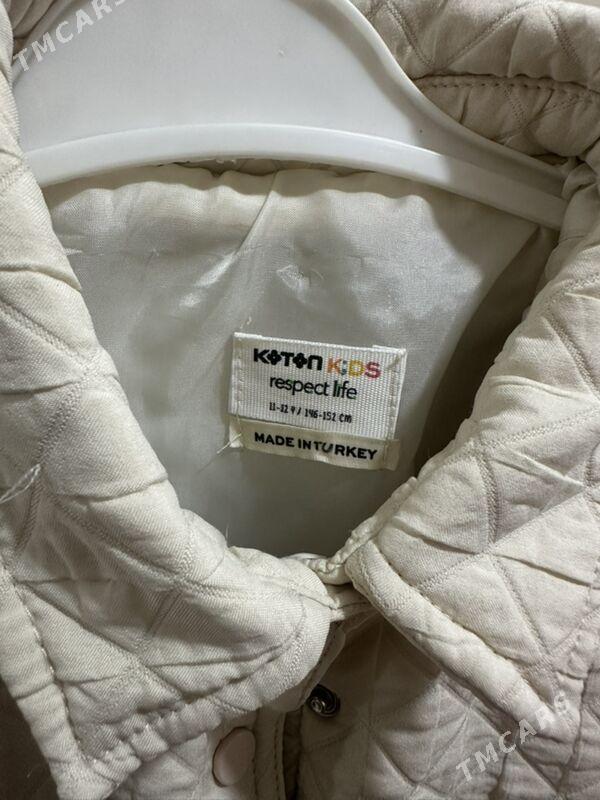 TMCARS
KOTON KiDS
respect life
11-12 Y / 146-152 CM
MADE IN TURKEY
TMCARS